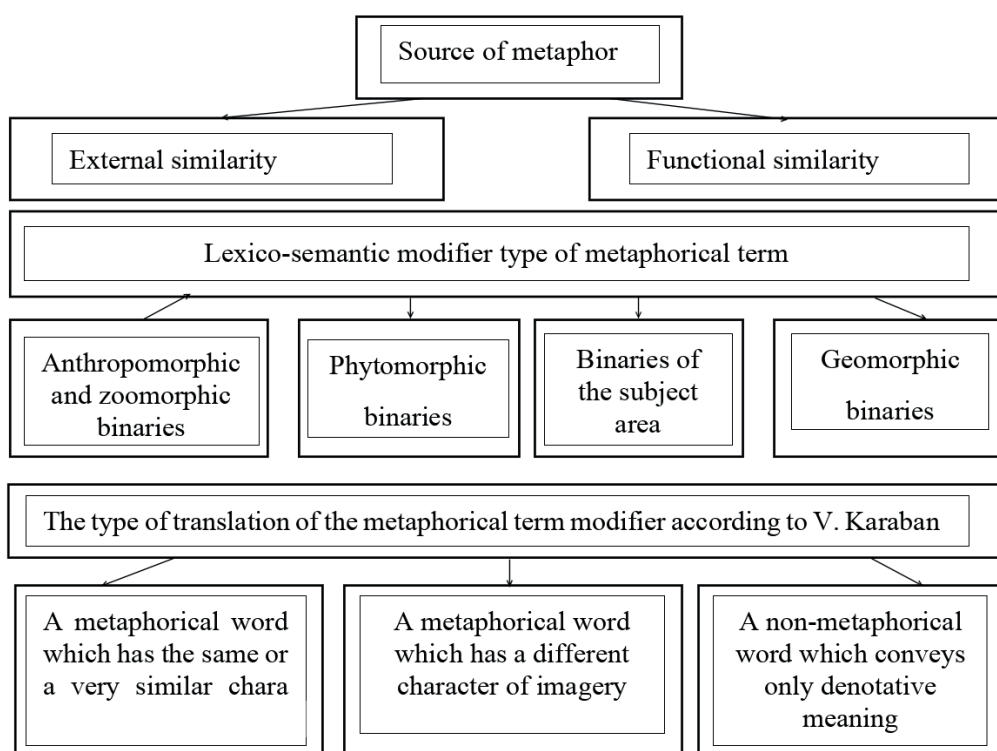 Source of metaphor
External similarity
Functional similarity
Lexico-semantic modifier type of metaphorical term
Anthropomorphic
and zoomorphic
binaries
Phytomorphic
binaries
Binaries of
the subject
area
Geomorphic
binaries
The type of translation of the metaphorical term modifier according to V. Karaban
A metaphorical word
which has the same or
a very similar chara
A metaphorical word
which has a different
character of imagery
A non-metaphorical
word which conveys
only denotative
meaning